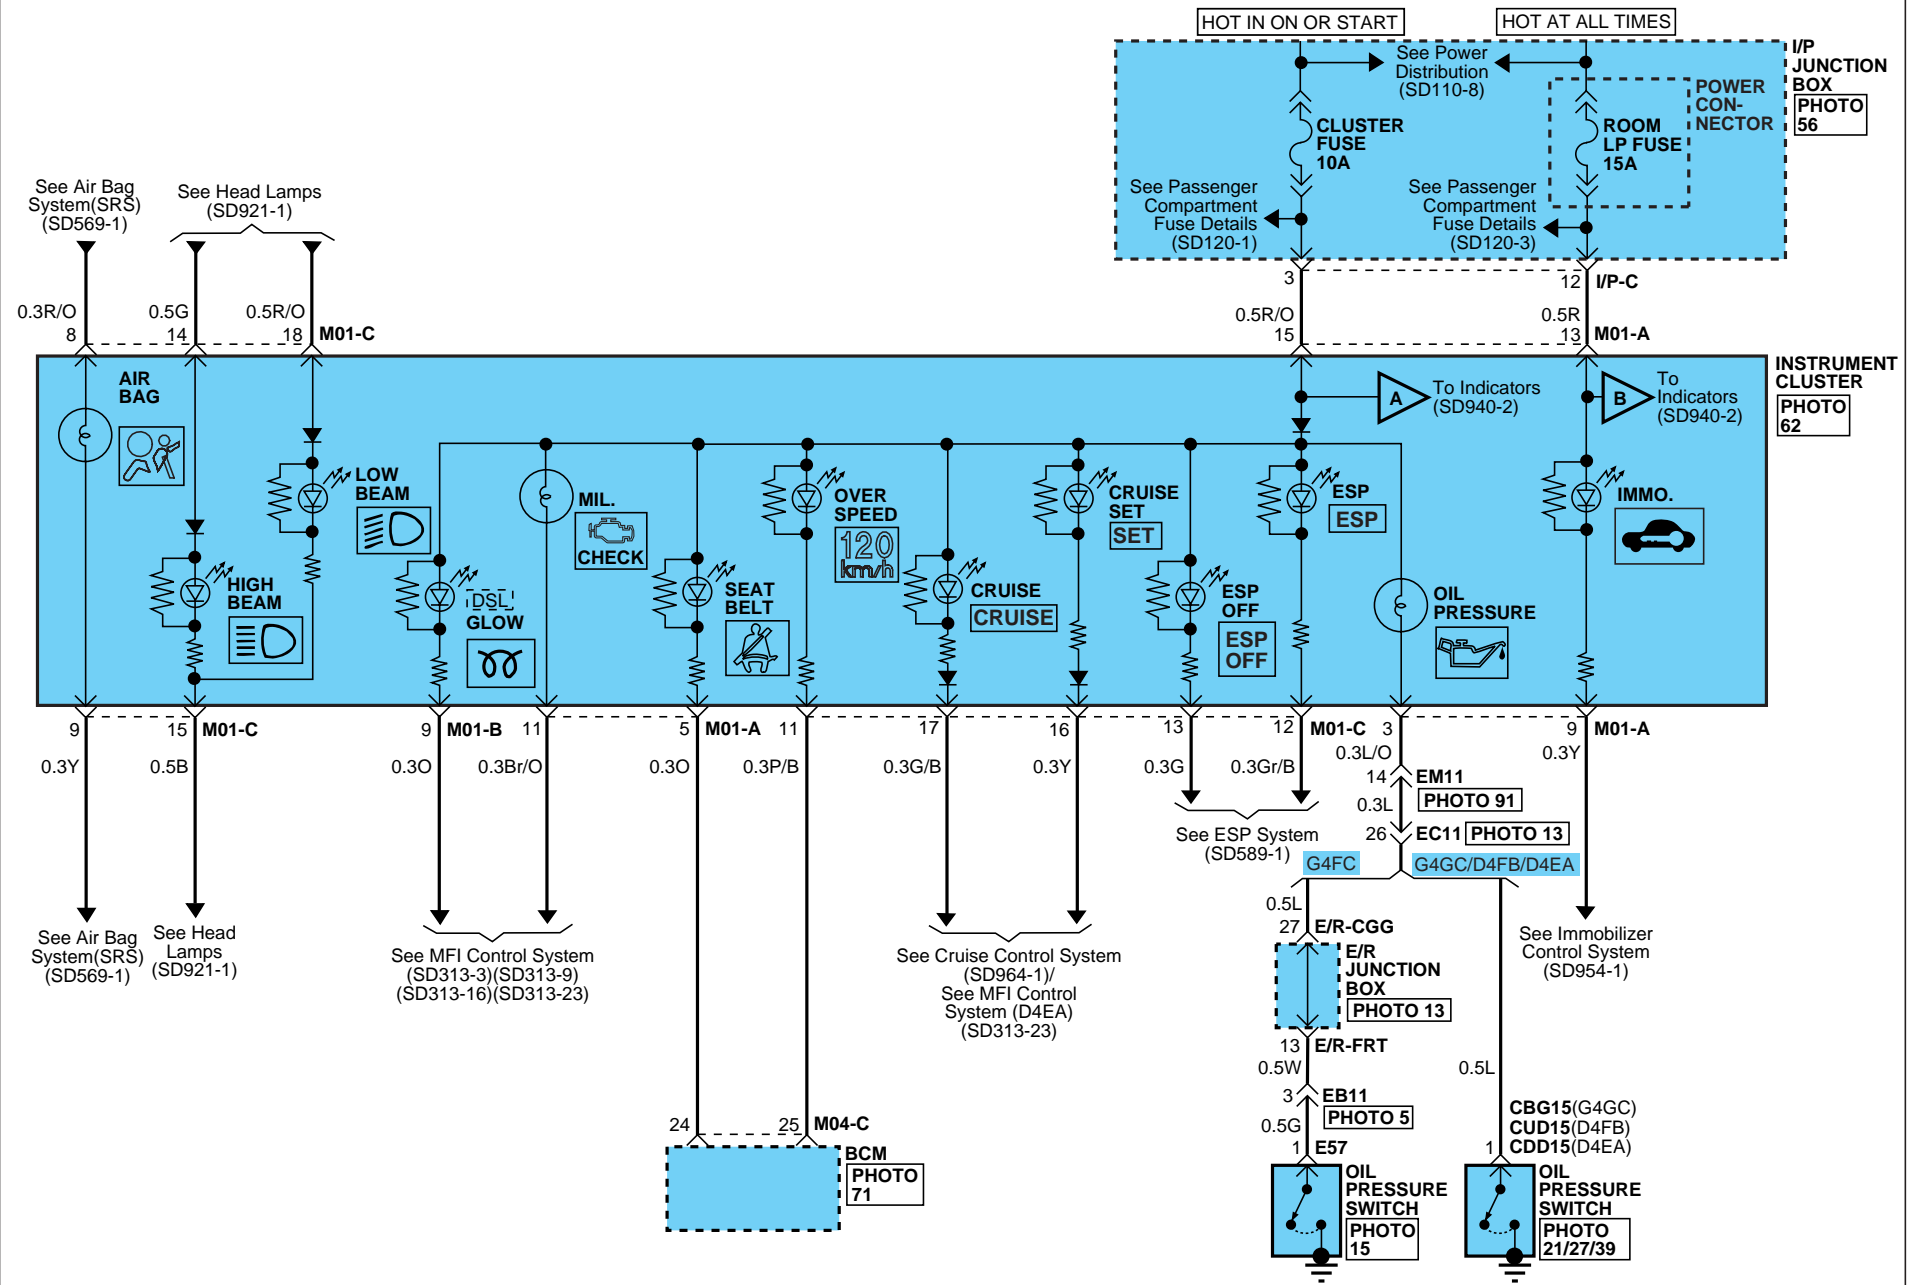 HOT IN ON OR START
HOT AT ALL TIMES
See Power
Distribution
(SD110-8)
I/P
JUNCTION
BOX
PHOTO
56
POWER
CON-
NECTOR
CLUSTER
FUSE
10A
ROOM
LP FUSE
15A
See Passenger
Compartment
Fuse Details
(SD120-1)
See Passenger
Compartment
Fuse Details
(SD120-3)
3
12
I/P-C
0.5R/O
0.5R
15
13
M01-A
See Air Bag
System(SRS)
(SD569-1)
See Head Lamps
(SD921-1)
0.3R/O
0.5G
0.5R/O
8
14
18
M01-C
INSTRUMENT
CLUSTER
PHOTO
62
AIR
BAG
A
To Indicators
(SD940-2)
B
To
Indicators
(SD940-2)
LOW
BEAM
HIGH
BEAM
MIL.
CHECK
DSL
GLOW
SEAT
BELT
OVER
SPEED
120
km/h
CRUISE
CRUISE
CRUISE
SET
SET
ESP
OFF
ESP
OFF
ESP
ESP
OIL
PRESSURE
IMMO.
9
15
M01-C
9
M01-B
11
5
M01-A
11
17
16
13
12
M01-C
3
9
M01-A
0.3Y
0.5B
0.3O
0.3Br/O
0.3O
0.3P/B
0.3G/B
0.3Y
0.3G
0.3Gr/B
0.3L/O
0.3Y
14
EM11
PHOTO 91
0.3L
26
EC11
PHOTO 13
See ESP System
(SD589-1)
G4FC
G4GC/D4FB/D4EA
See Air Bag
System(SRS)
(SD569-1)
See Head
Lamps
(SD921-1)
See MFI Control System
(SD313-3)(SD313-9)
(SD313-16)(SD313-23)
See Cruise Control System
(SD964-1)/
See MFI Control
System (D4EA)
(SD313-23)
See Immobilizer
Control System
(SD954-1)
0.5L
27
E/R-CGG
E/R
JUNCTION
BOX
PHOTO 13
13
E/R-FRT
0.5W
0.5L
3
EB11
PHOTO 5
0.5G
1
E57
CBG15(G4GC)
CUD15(D4FB)
CDD15(D4EA)
1
24
25
M04-C
BCM
PHOTO
71
OIL
PRESSURE
SWITCH
PHOTO
15
OIL
PRESSURE
SWITCH
PHOTO
21/27/39